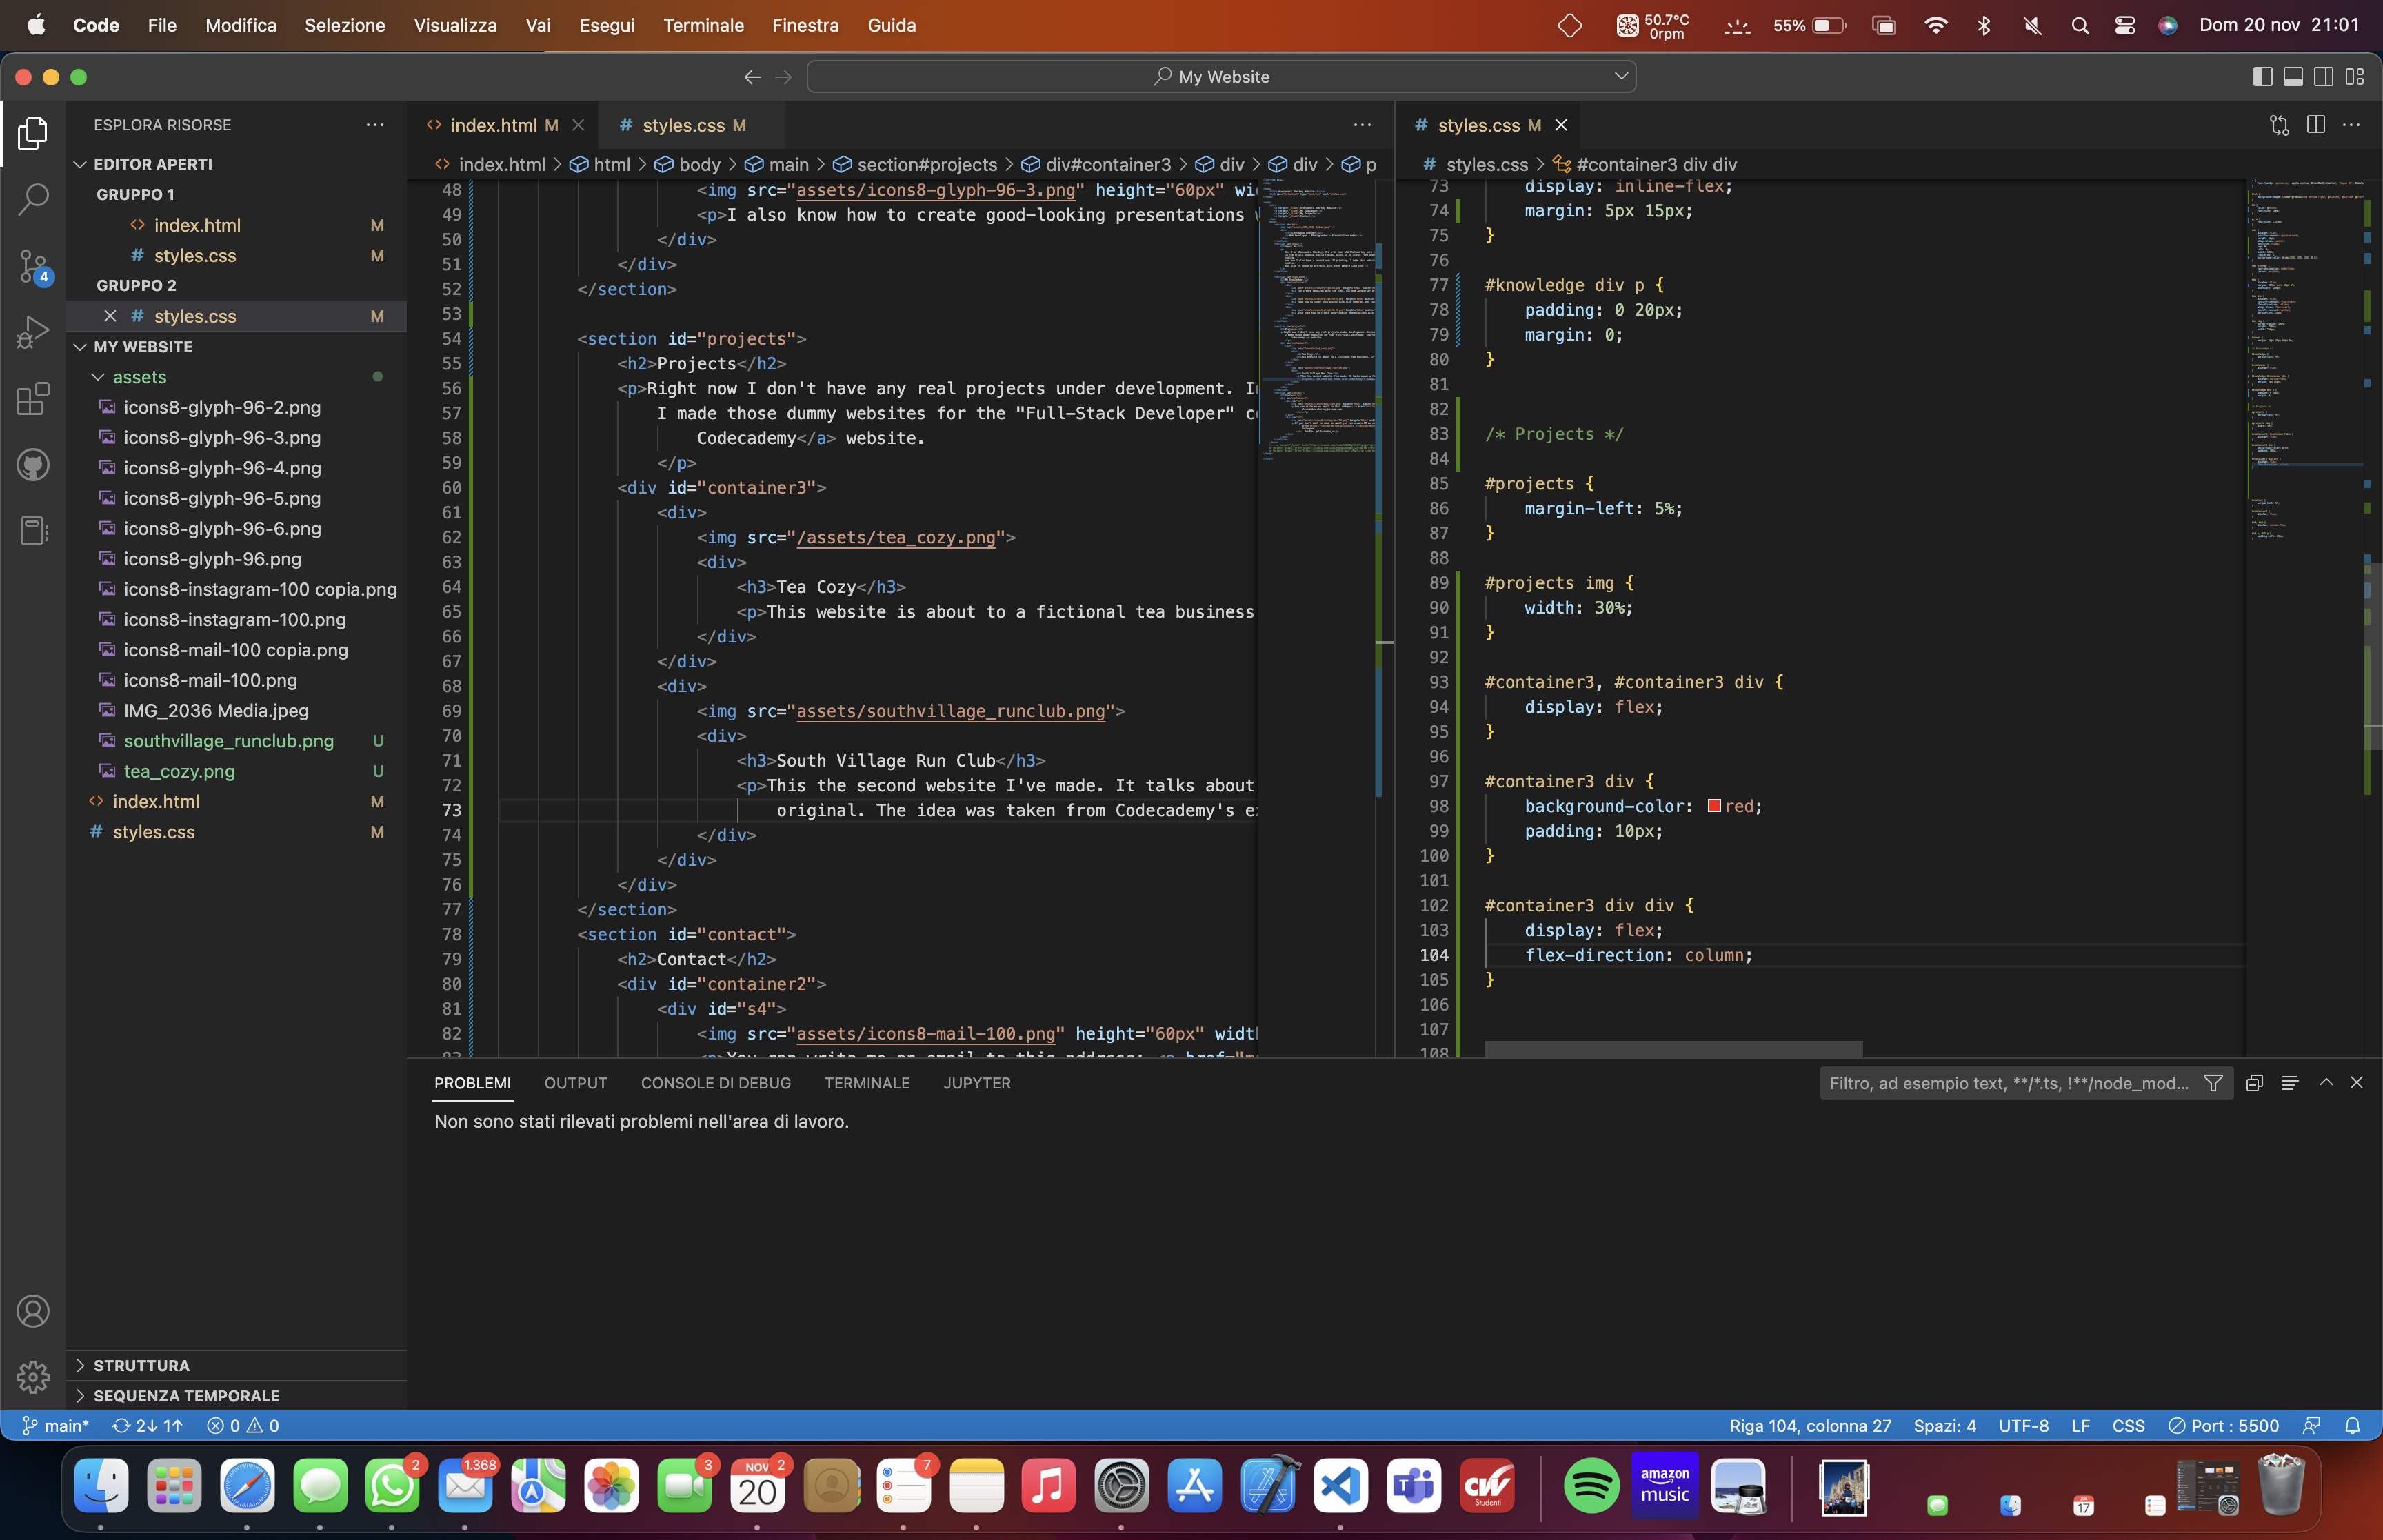 Code File Modifica Selezione Visualizza Vai Esegui Terminale Finestra Guida 50.7°C 0rpm 55% Dom 20 nov 21:01
My Website
ESPLORA RISORSE
EDITOR APERTI
GRUPPO 1
index.html M
styles.css M
GRUPPO 2
styles.css M
MY WEBSITE
assets
icons8-glyph-96-2.png
icons8-glyph-96-3.png
icons8-glyph-96-4.png
icons8-glyph-96-5.png
icons8-glyph-96-6.png
icons8-glyph-96.png
icons8-instagram-100 copia.png
icons8-instagram-100.png
icons8-mail-100 copia.png
icons8-mail-100.png
IMG_2036 Media.jpeg
southvillage_runclub.png U
tea_cozy.png U
index.html M
styles.css M
STRUTTURA
SEQUENZA TEMPORALE
4
index.html M styles.css M
index.html > html > body > main > section#projects > div#container3 > div > div > p
48 <img src="assets/icons8-glyph-96-3.png" height="60px" wi
49 <p>I also know how to create good-looking presentations
50 </div>
51 </div>
52 </section>
53
54 <section id="projects">
55 <h2>Projects</h2>
56 <p>Right now I don't have any real projects under development. I
57 I made those dummy websites for the "Full-Stack Developer" c
58 Codecademy</a> website.
59 </p>
60 <div id="container3">
61 <div>
62 <img src="/assets/tea_cozy.png">
63 <div>
64 <h3>Tea Cozy</h3>
65 <p>This website is about to a fictional tea business
66 </div>
67 </div>
68 <div>
69 <img src="assets/southvillage_runclub.png">
70 <div>
71 <h3>South Village Run Club</h3>
72 <p>This the second website I've made. It talks about
73 original. The idea was taken from Codecademy's e
74 </div>
75 </div>
76 </div>
77 </section>
78 <section id="contact">
79 <h2>Contact</h2>
80 <div id="container2">
81 <div id="s4">
82 <img src="assets/icons8-mail-100.png" height="60px" widt
83 <p>You can write me an email to this address: <a href="m
styles.css M
styles.css > #container3 div div
73 display: inline-flex;
74 margin: 5px 15px;
75 }
76
77 #knowledge div p {
78 padding: 0 20px;
79 margin: 0;
80 }
81
82
83 /* Projects */
84
85 #projects {
86 margin-left: 5%;
87 }
88
89 #projects img {
90 width: 30%;
91 }
92
93 #container3, #container3 div {
94 display: flex;
95 }
96
97 #container3 div {
98 background-color: red;
99 padding: 10px;
100 }
101
102 #container3 div div {
103 display: flex;
104 flex-direction: column;
105 }
106
107
108
PROBLEMI OUTPUT CONSOLE DI DEBUG TERMINALE JUPYTER Filtro, ad esempio text, **/*.ts, !**/node_mod...
Non sono stati rilevati problemi nell'area di lavoro.
main* 2↓ 1↑ 0 0 Riga 104, colonna 27 Spazi: 4 UTF-8 LF CSS Port : 5500
2 1.368 3 NOV 20 2 7 CW Studenti amazon music 17